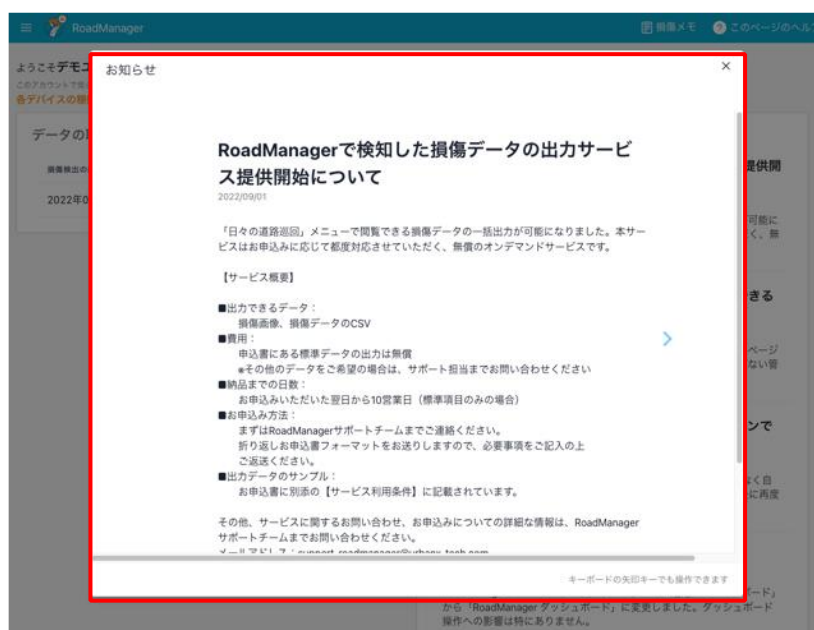 RoadManager
損傷メモ
このページのヘル
ようこそデモユ
各デバイスの稼
データの
2022年0
お知らせ
×
RoadManagerで検知した損傷データの出力サービ
ス提供開始について
2022/09/01
「日々の道路巡回」メニューで閲覧できる損傷データの一括出力が可能になりました。本サー
ビスはお申込みに応じて都度対応させていただく、無償のオンデマンドサービスです。
【サービス概要】
■出力できるデータ：
損傷画像、損傷データのCSV
■費用：
申込書にある標準データの出力は無償
※その他のデータをご希望の場合は、サポート担当までお問い合わせください
■納品までの日数：
お申込みいただいた翌日から10営業日（標準項目のみの場合）
■お申込み方法：
まずはRoadManagerサポートチームまでご連絡ください。
折り返しお申込書フォーマットをお送りしますので、必要事項をご記入の上
ご返送ください。
■出力データのサンプル：
お申込書に別添の【サービス利用条件】に記載されています。
その他、サービスに関するお問い合わせ、お申込みについての詳細な情報は、RoadManager
サポートチームまでお問い合わせください。
メールアドレス：support-roadmanager@urbanx-tech.com
キーボードの矢印キーでも操作できます
提供開
可能に
く、無
きる
ページ
ない管
ンで
なく自
に再度
ボード」
から「RoadManager ダッシュボード」に変更しました。ダッシュボード
操作への影響は特にありません。